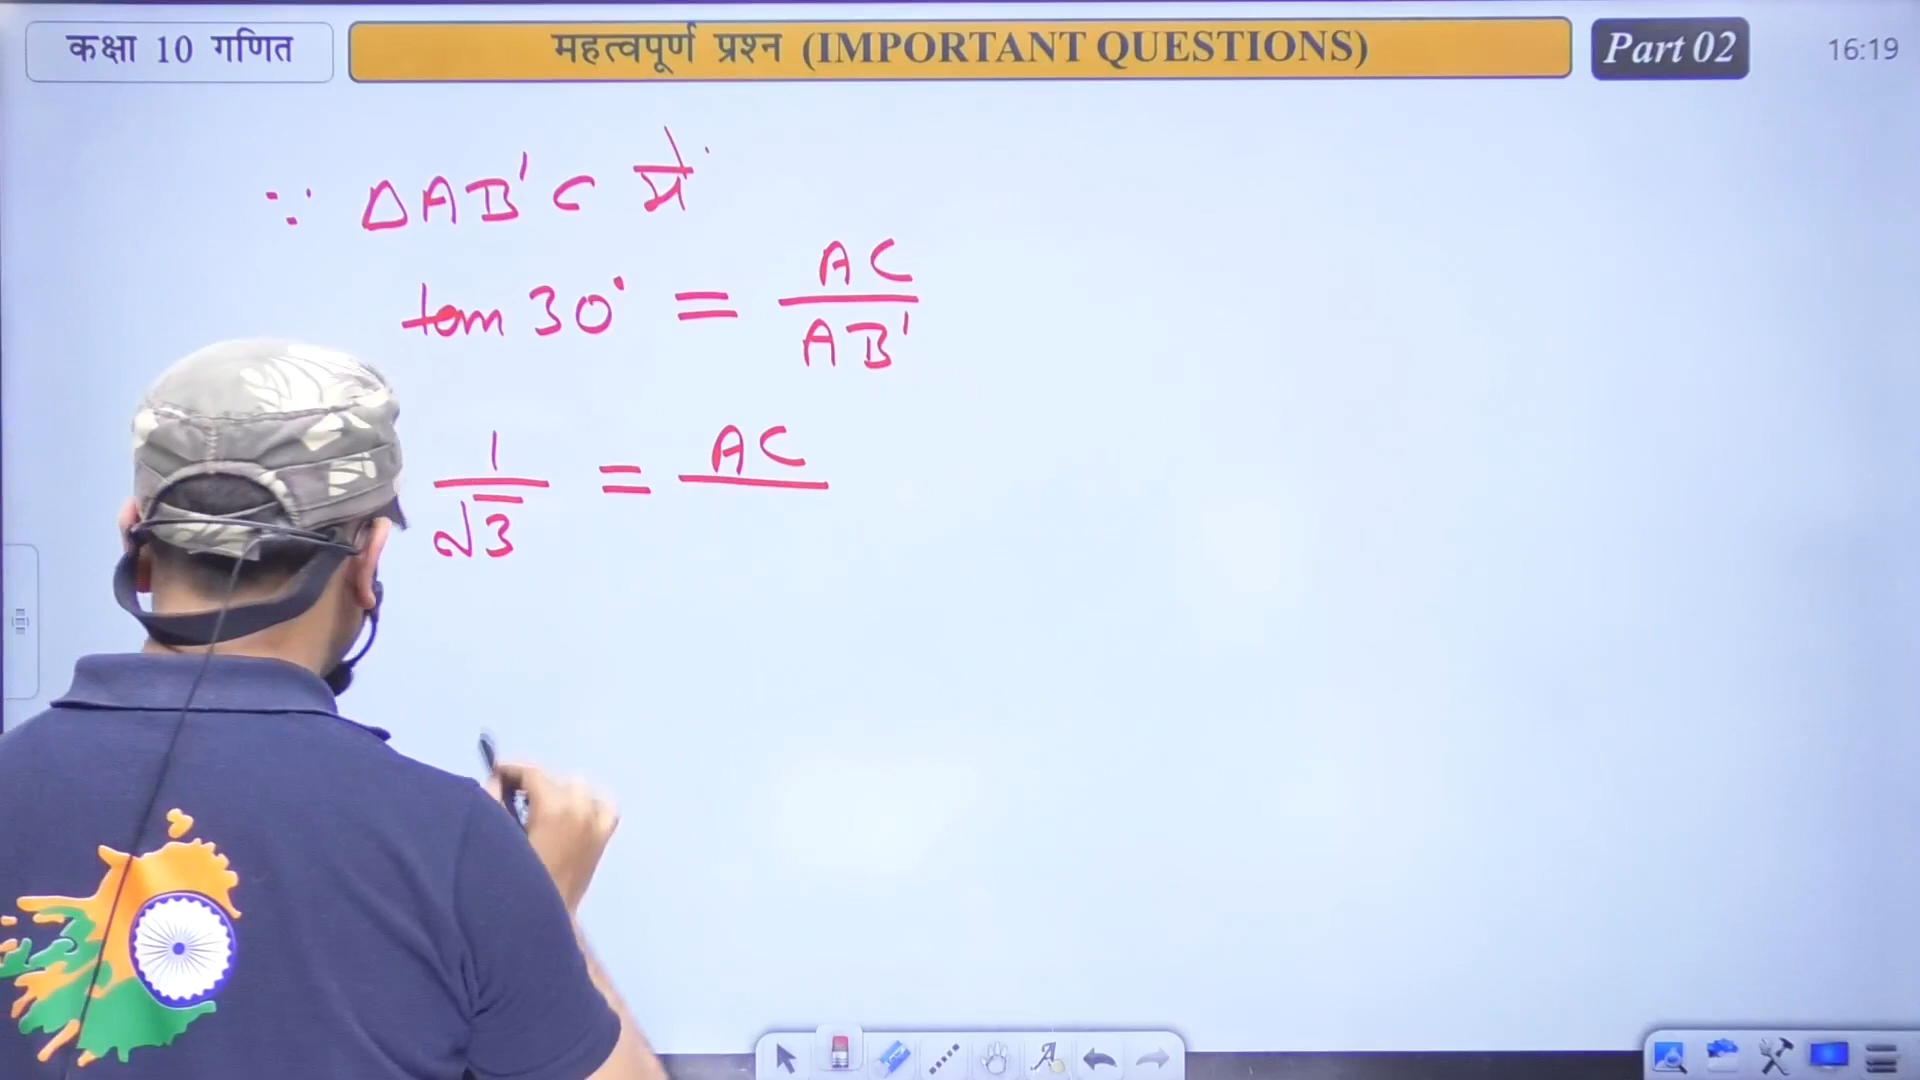 कक्षा 10 गणित महत्वपूर्ण प्रश्न (IMPORTANT QUESTIONS) Part 02 16:19
∵ ΔAB'C में
tan 30° = AC / AB'
1 / √3 = AC /